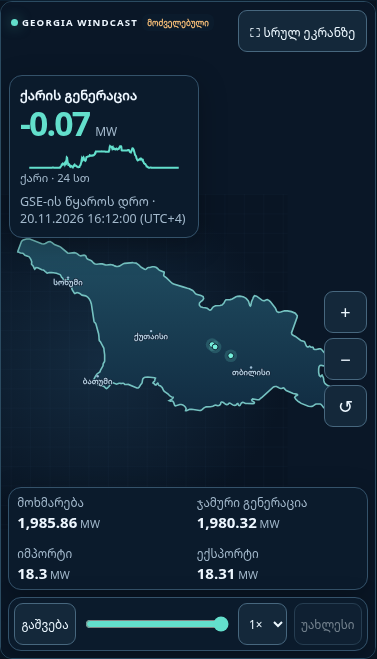 GEORGIA WINDCAST მოძველებული
⛶ სრულ ეკრანზე
ქარის გენერაცია
-0.07 MW
ქარი · 24 სთ
GSE-ის წყაროს დრო ·
20.11.2026 16:12:00 (UTC+4)
სოხუმი
ქუთაისი
თბილისი
ბათუმი
+
−
↺
მოხმარება
1,985.86 MW
ჯამური გენერაცია
1,980.32 MW
იმპორტი
18.3 MW
ექსპორტი
18.31 MW
გაშვება
1×
უახლესი